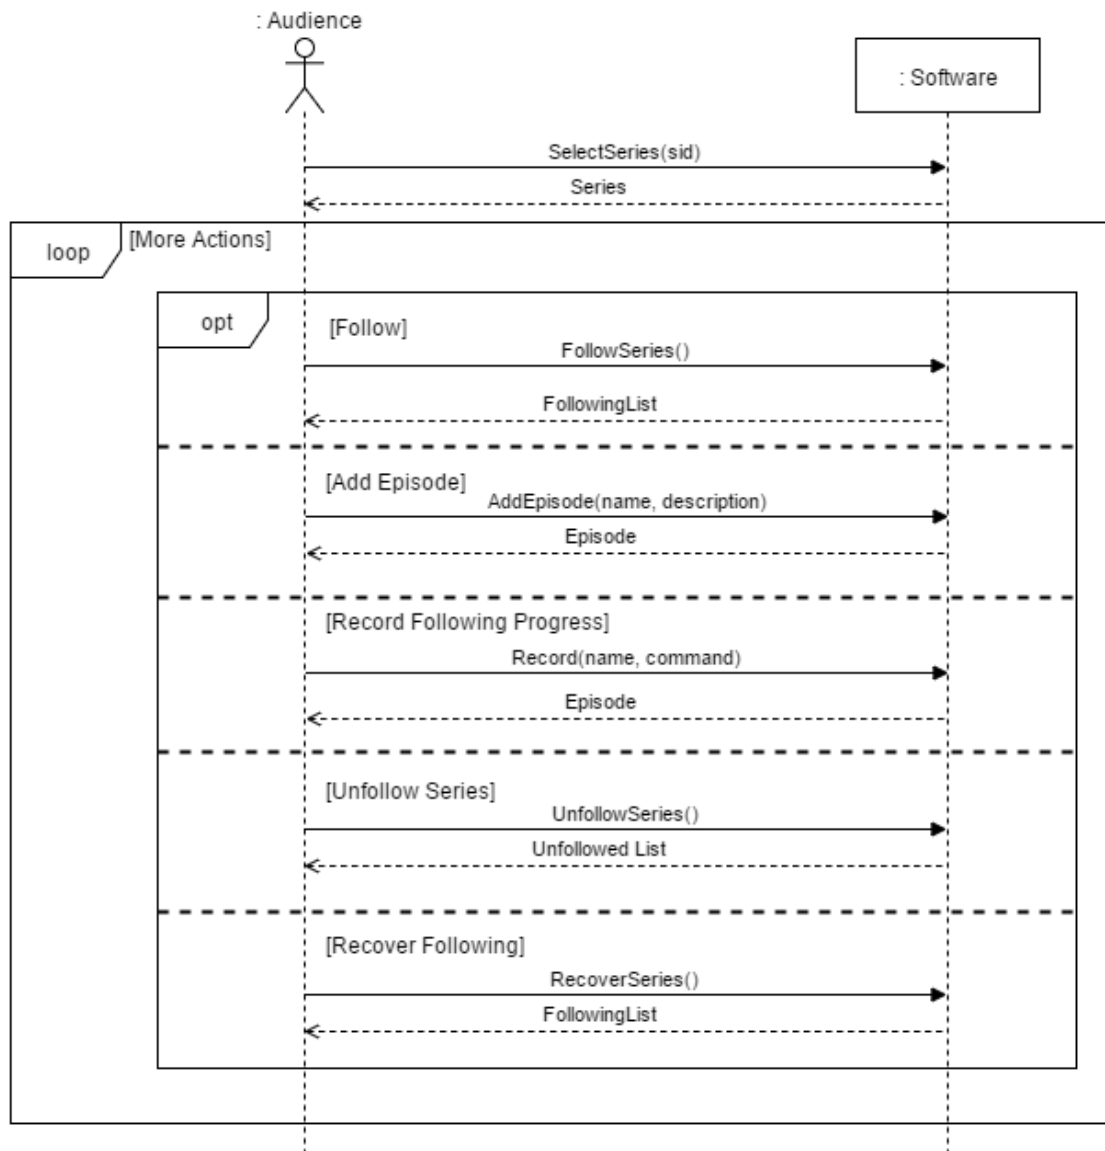 : Audience
: Software
SelectSeries(sid)
Series
loop
[More Actions]
opt
[Follow]
FollowSeries()
FollowingList
[Add Episode]
AddEpisode(name, description)
Episode
[Record Following Progress]
Record(name, command)
Episode
[Unfollow Series]
UnfollowSeries()
Unfollowed List
[Recover Following]
RecoverSeries()
FollowingList